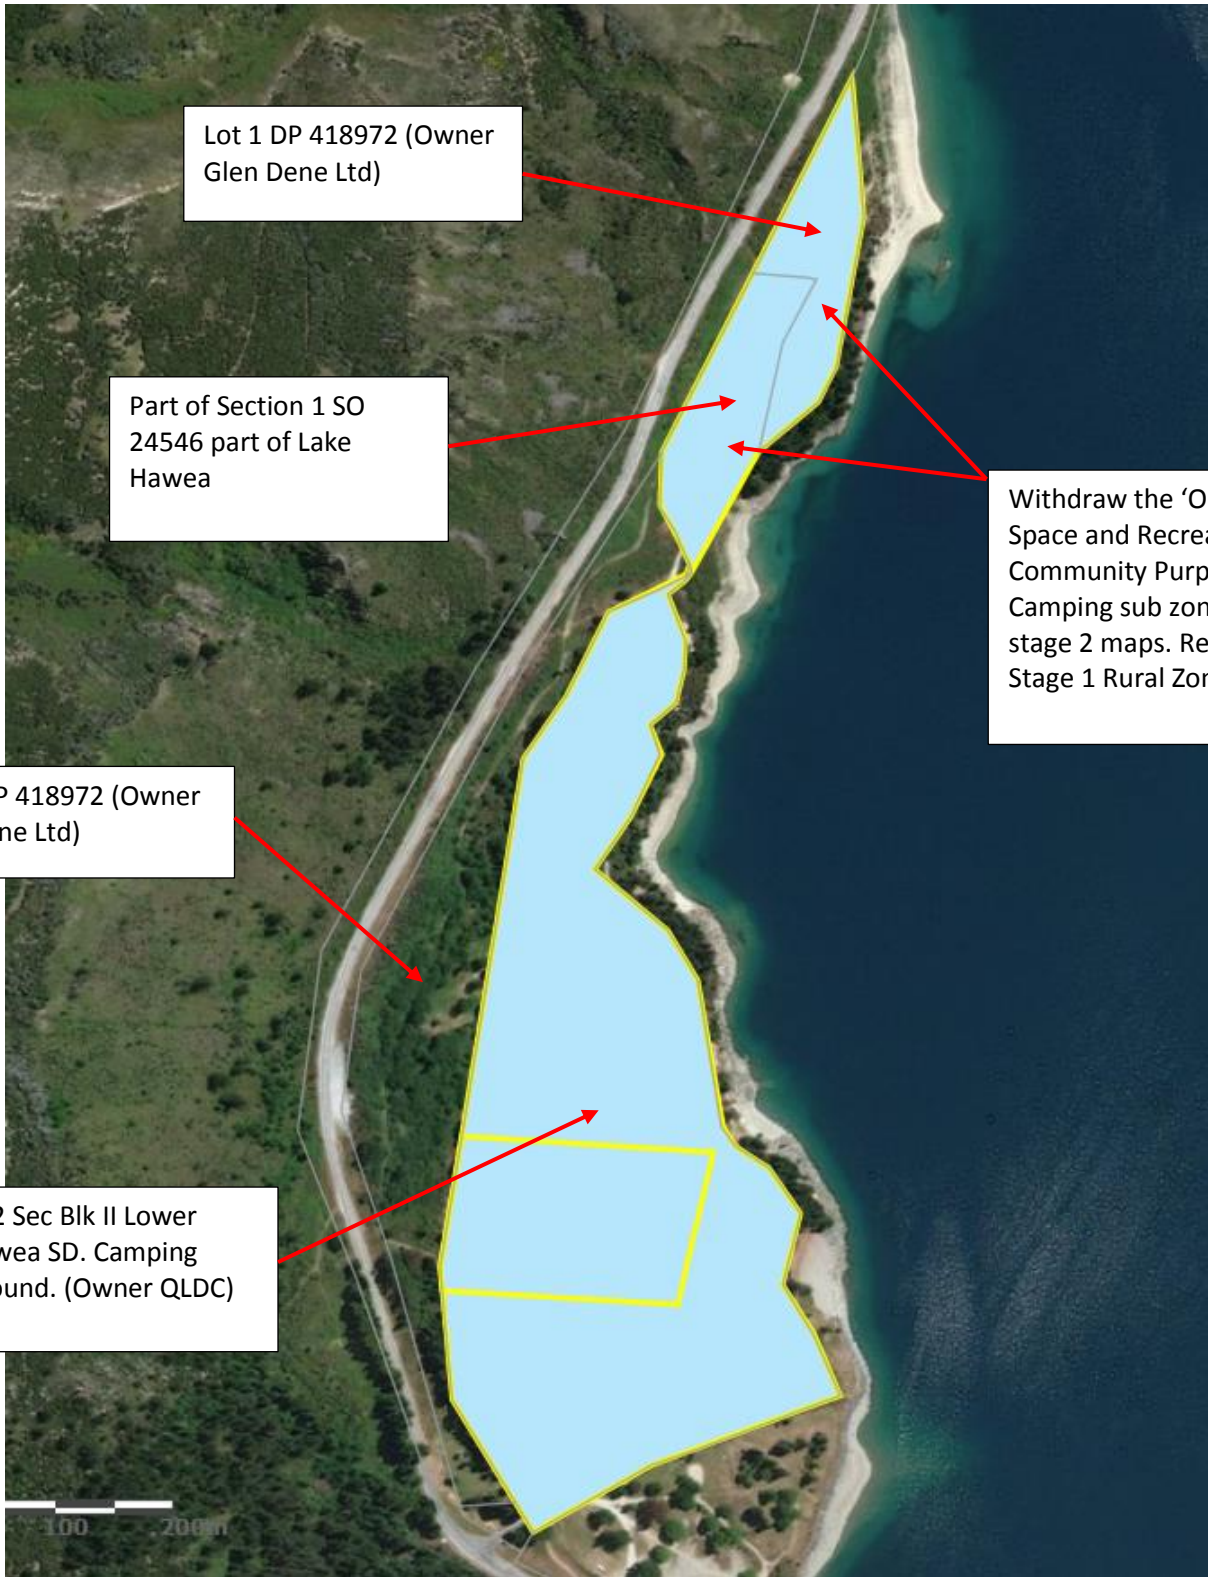 Lot 1 DP 418972 (Owner
Glen Dene Ltd)
Part of Section 1 SO
24546 part of Lake
Hawea
Withdraw the ‘O
Space and Recrea
Community Purp
Camping sub zon
stage 2 maps. Re
Stage 1 Rural Zon
P 418972 (Owner
ne Ltd)
2 Sec Blk II Lower
wea SD. Camping
ound. (Owner QLDC)
100 200m